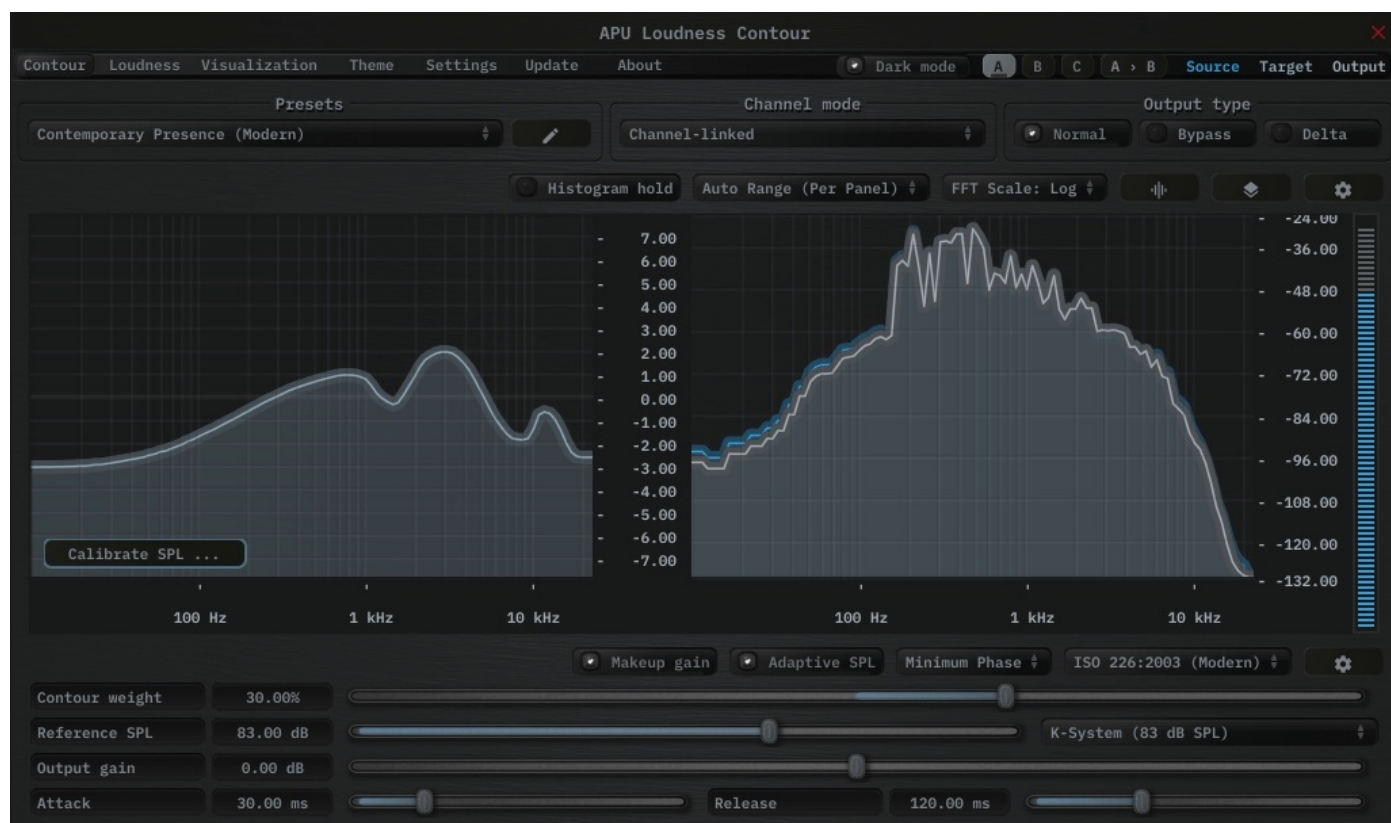 APU Loudness Contour
Contour Loudness Visualization Theme Settings Update About Dark mode A B C A › B Source Target Output
Presets Channel mode Output type
Contemporary Presence (Modern) Channel-linked Normal Bypass Delta
Histogram hold Auto Range (Per Panel) FFT Scale: Log
7.00
6.00
5.00
4.00
3.00
2.00
1.00
0.00
-1.00
-2.00
-3.00
-4.00
-5.00
-6.00
-7.00
Calibrate SPL ...
100 Hz 1 kHz 10 kHz
-24.00
-36.00
-48.00
-60.00
-72.00
-84.00
-96.00
-108.00
-120.00
-132.00
100 Hz 1 kHz 10 kHz
Makeup gain Adaptive SPL Minimum Phase ISO 226:2003 (Modern)
Contour weight 30.00%
Reference SPL 83.00 dB K-System (83 dB SPL)
Output gain 0.00 dB
Attack 30.00 ms Release 120.00 ms